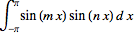 ∫_{-π}^{π} sin (m x) sin (n x) d x